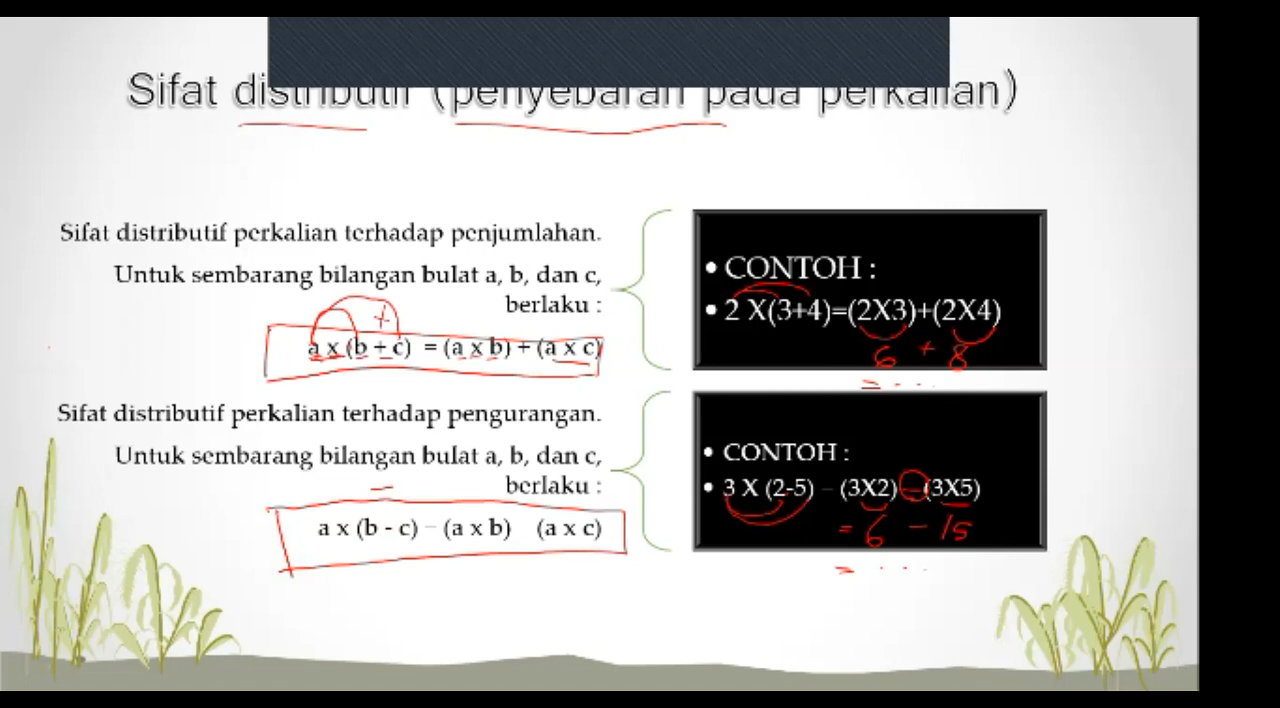 Sifat distributif (penyebaran pada perkalian)
Sifat distributif perkalian terhadap penjumlahan.
Untuk sembarang bilangan bulat a, b, dan c,
berlaku :
+
a x (b + c) = (a x b) + (a x c)
• CONTOH :
• 2 X(3+4)=(2X3)+(2X4)
6 + 8
= ...
Sifat distributif perkalian terhadap pengurangan.
Untuk sembarang bilangan bulat a, b, dan c,
berlaku :
a x (b - c) – (a x b) (a x c)
• CONTOH :
• 3 X (2-5) – (3X2) – (3X5)
= 6 – 15
= ...